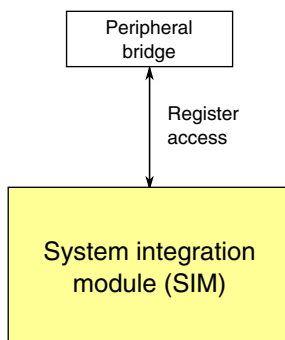 Peripheral
bridge
Register
access
System integration
module (SIM)